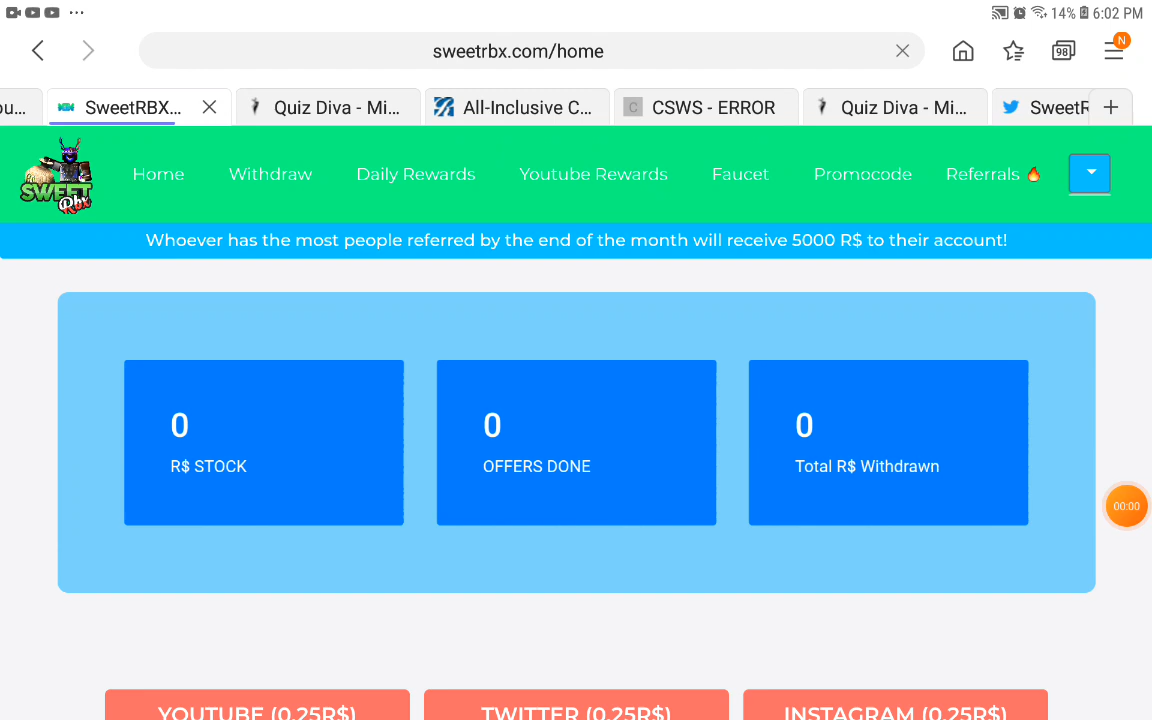 14% 6:02 PM
sweetrbx.com/home
98
N
ou...
SweetRBX...
Quiz Diva - Mi...
All-Inclusive C...
C
CSWS - ERROR
Quiz Diva - Mi...
SweetR
SWEET
Rbx
Home
Withdraw
Daily Rewards
Youtube Rewards
Faucet
Promocode
Referrals 🔥
Whoever has the most people referred by the end of the month will receive 5000 R$ to their account!
0
R$ STOCK
0
OFFERS DONE
0
Total R$ Withdrawn
00:00
YOUTUBE (0.25R$)
TWITTER (0.25R$)
INSTAGRAM (0.25R$)